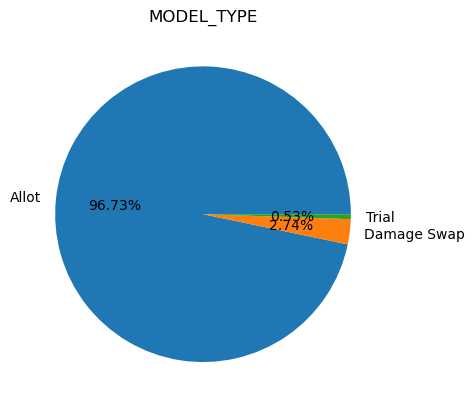 MODEL_TYPE
Allot
96.73%
0.53%
Trial
2.74%
Damage Swap